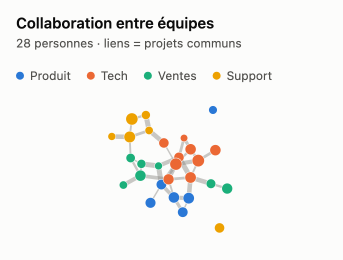 Collaboration entre équipes
28 personnes · liens = projets communs
Produit Tech Ventes Support